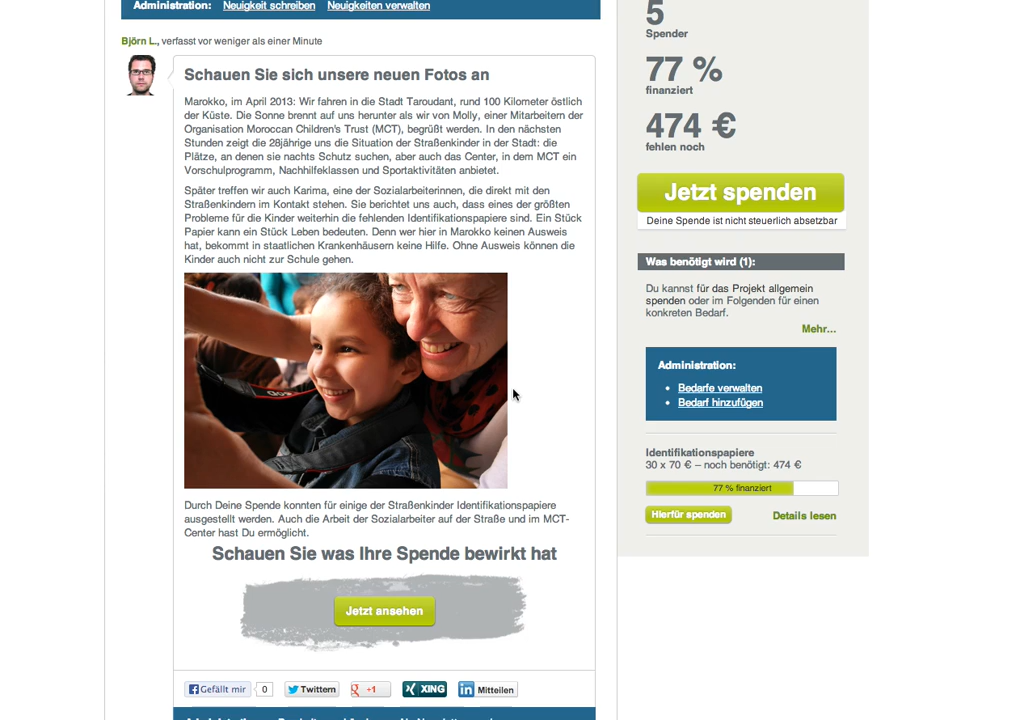 Administration: Neuigkeit schreiben Neuigkeiten verwalten
Björn L., verfasst vor weniger als einer Minute
Schauen Sie sich unsere neuen Fotos an
Marokko, im April 2013: Wir fahren in die Stadt Taroudant, rund 100 Kilometer östlich
der Küste. Die Sonne brennt auf uns herunter als wir von Molly, einer Mitarbeitern der
Organisation Moroccan Children's Trust (MCT), begrüßt werden. In den nächsten
Stunden zeigt die 28jährige uns die Situation der Straßenkinder in der Stadt: die
Plätze, an denen sie nachts Schutz suchen, aber auch das Center, in dem MCT ein
Vorschulprogramm, Nachhilfeklassen und Sportaktivitäten anbietet.
Später treffen wir auch Karima, eine der Sozialarbeiterinnen, die direkt mit den
Straßenkindern im Kontakt stehen. Sie berichtet uns auch, dass eines der größten
Probleme für die Kinder weiterhin die fehlenden Identifikationspapiere sind. Ein Stück
Papier kann ein Stück Leben bedeuten. Denn wer hier in Marokko keinen Ausweis
hat, bekommt in staatlichen Krankenhäusern keine Hilfe. Ohne Ausweis können die
Kinder auch nicht zur Schule gehen.
Durch Deine Spende konnten für einige der Straßenkinder Identifikationspapiere
ausgestellt werden. Auch die Arbeit der Sozialarbeiter auf der Straße und im MCT-
Center hast Du ermöglicht.
Schauen Sie was Ihre Spende bewirkt hat
Jetzt ansehen
Gefällt mir 0 Twittern +1 XING Mitteilen
5
Spender
77 %
finanziert
474 €
fehlen noch
Jetzt spenden
Deine Spende ist nicht steuerlich absetzbar
Was benötigt wird (1):
Du kannst für das Projekt allgemein
spenden oder im Folgenden für einen
konkreten Bedarf.
Mehr...
Administration:
• Bedarfe verwalten
• Bedarf hinzufügen
Identifikationspapiere
30 x 70 € – noch benötigt: 474 €
77 % finanziert
Hierfür spenden Details lesen